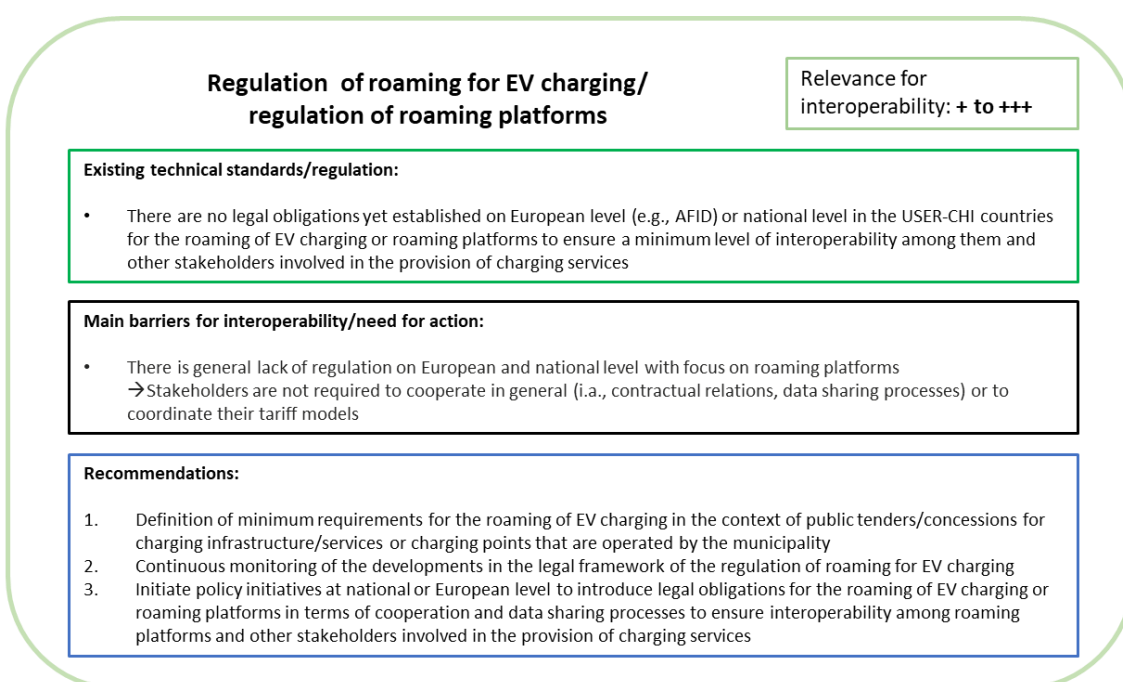 Regulation of roaming for EV charging/
regulation of roaming platforms
Relevance for
interoperability: + to +++
Existing technical standards/regulation:
• There are no legal obligations yet established on European level (e.g., AFID) or national level in the USER-CHI countries
for the roaming of EV charging or roaming platforms to ensure a minimum level of interoperability among them and
other stakeholders involved in the provision of charging services
Main barriers for interoperability/need for action:
• There is general lack of regulation on European and national level with focus on roaming platforms
→Stakeholders are not required to cooperate in general (i.a., contractual relations, data sharing processes) or to
coordinate their tariff models
Recommendations:
1. Definition of minimum requirements for the roaming of EV charging in the context of public tenders/concessions for
charging infrastructure/services or charging points that are operated by the municipality
2. Continuous monitoring of the developments in the legal framework of the regulation of roaming for EV charging
3. Initiate policy initiatives at national or European level to introduce legal obligations for the roaming of EV charging or
roaming platforms in terms of cooperation and data sharing processes to ensure interoperability among roaming
platforms and other stakeholders involved in the provision of charging services